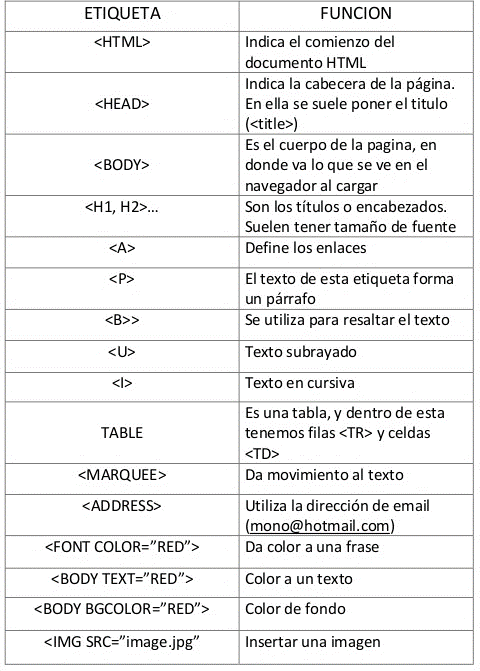 ETIQUETA FUNCION
<HTML> Indica el comienzo del
documento HTML
Indica la cabecera de la página.
<HEAD> En ella se suele poner el titulo
(<title>)
Es el cuerpo de la pagina, en
<BODY> donde va lo que se ve en el
navegador al cargar
<H1, H2>... Son los títulos o encabezados.
Suelen tener tamaño de fuente
<A> Define los enlaces
<P> El texto de esta etiqueta forma
un párrafo
<B>> Se utiliza para resaltar el texto
<U> Texto subrayado
<I> Texto en cursiva
Es una tabla, y dentro de esta
TABLE tenemos filas <TR> y celdas
<TD>
<MARQUEE> Da movimiento al texto
<ADDRESS> Utiliza la dirección de email
(mono@hotmail.com)
<FONT COLOR=”RED”> Da color a una frase
<BODY TEXT=”RED”> Color a un texto
<BODY BGCOLOR=”RED”> Color de fondo
<IMG SRC=”image.jpg” Insertar una imagen